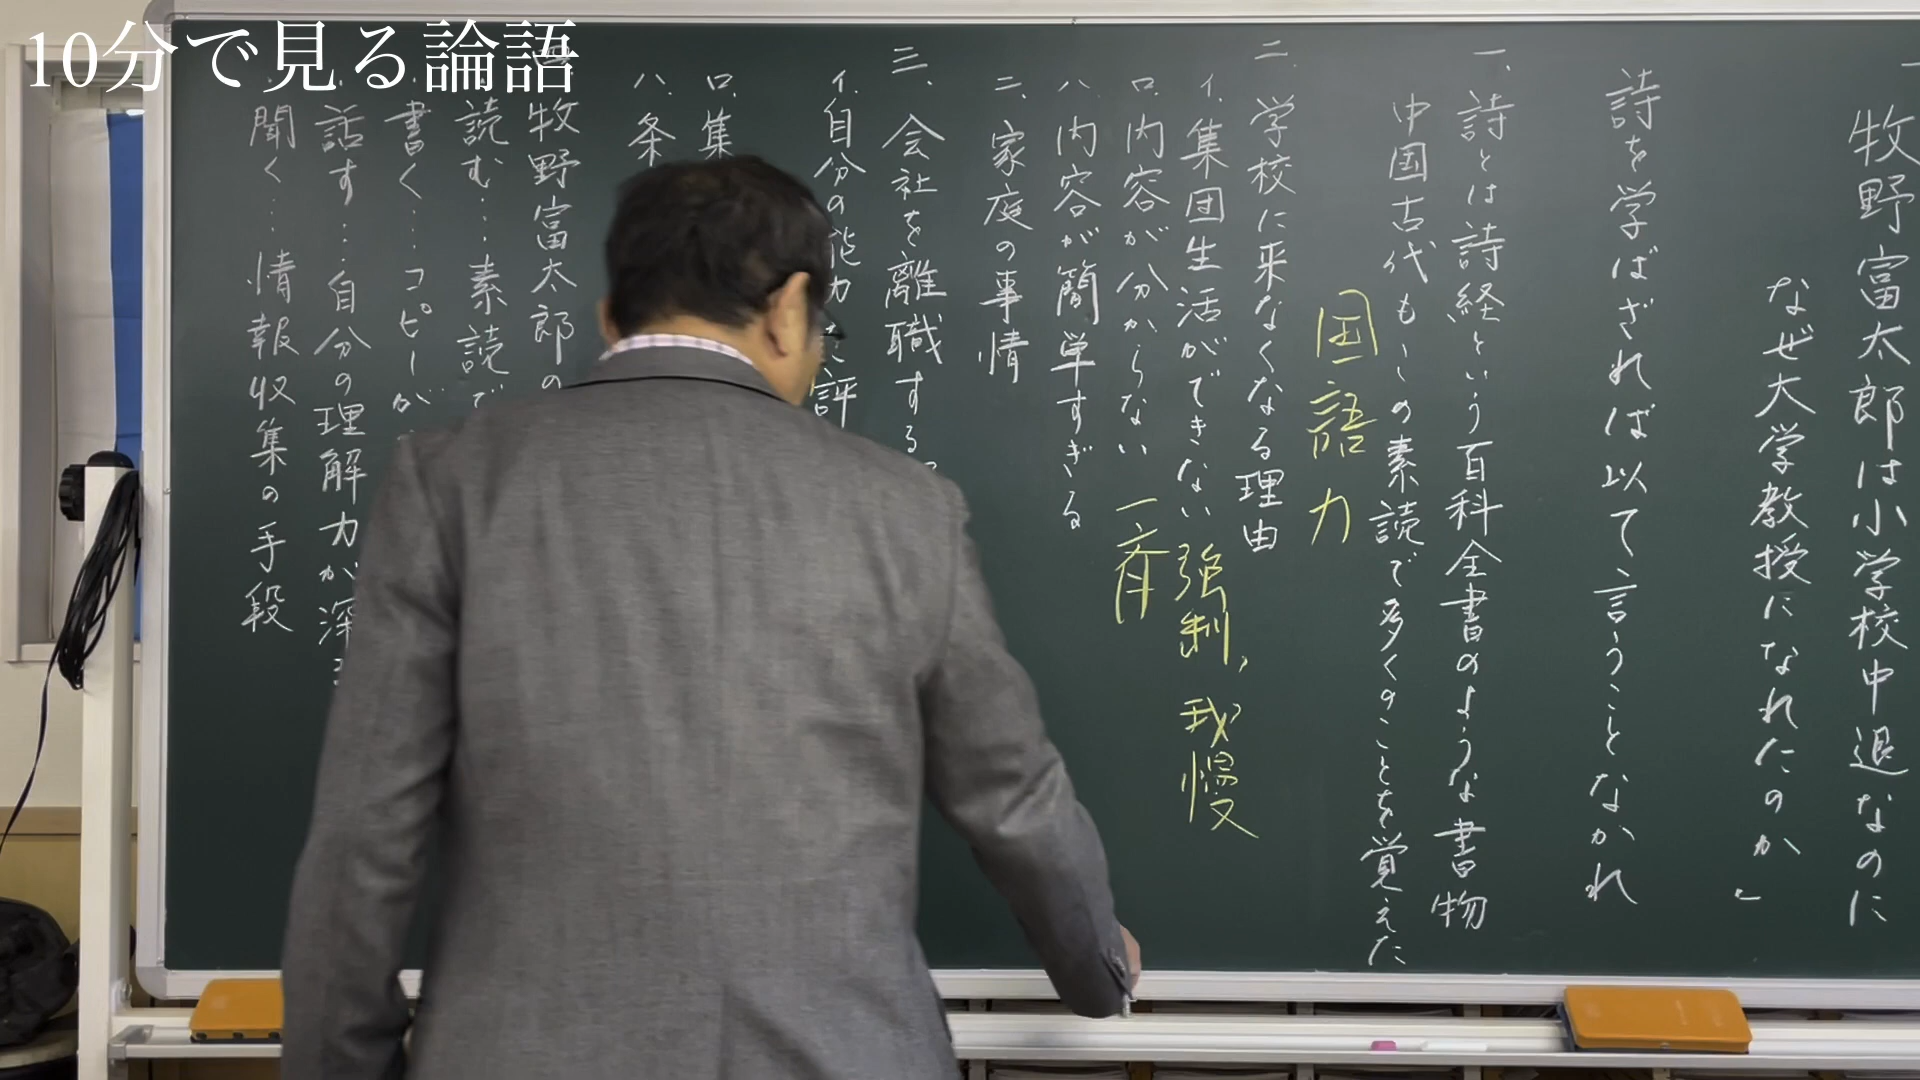 10分で見る論語
牧野富太郎は小学校中退なのに
なぜ大学教授になれたのか」
詩を学ばざれば以て言うことなかれ
一、詩とは詩経という百科全書のような書物
中国古代もこの素読で多くのことを覚えた
国語力
二、学校に来なくなる理由
イ.集団生活ができない 強制, 我慢
ロ.内容が分からない 一斉
ハ.内容が簡単すぎる
ニ、家庭の事情
三、会社を離職する
イ.自分の能力を評
ロ.集
ハ.条
牧野富太郎の
読む…素読で
書く…コピーが
話す…自分の理解力が深ま
聞く…情報収集の手段